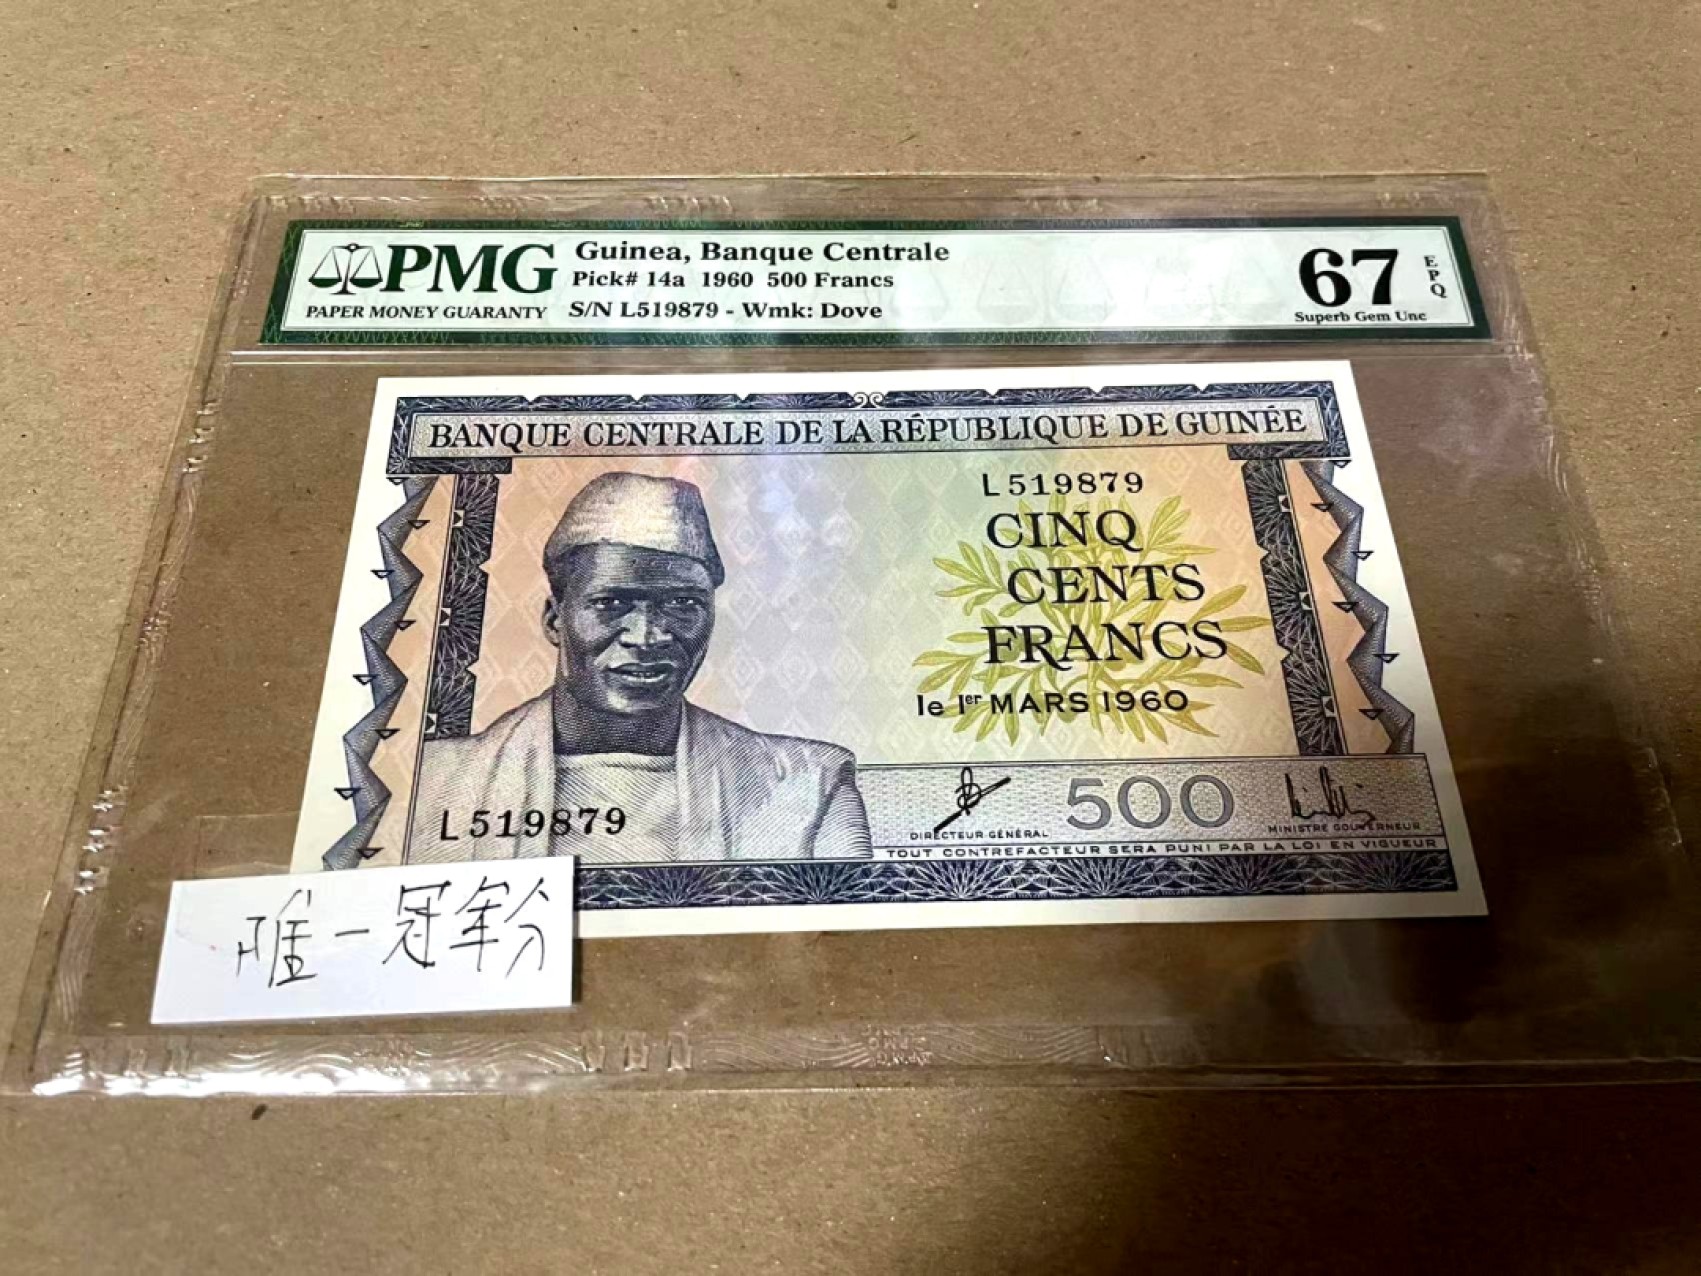 PMG
PAPER MONEY GUARANTY
Guinea, Banque Centrale
Pick# 14a 1960 500 Francs
S/N L519879 - Wmk: Dove
67
EPQ
Superb Gem Unc
BANQUE CENTRALE DE LA RÉPUBLIQUE DE GUINÉE
L519879
CINQ
CENTS
FRANCS
le 1er MARS 1960
L519879
DIRECTEUR GÉNÉRAL
500
MINISTRE GOUVERNEUR
TOUT CONTREFACTEUR SERA PUNI PAR LA LOI EN VIGUEUR
唯一冠军分